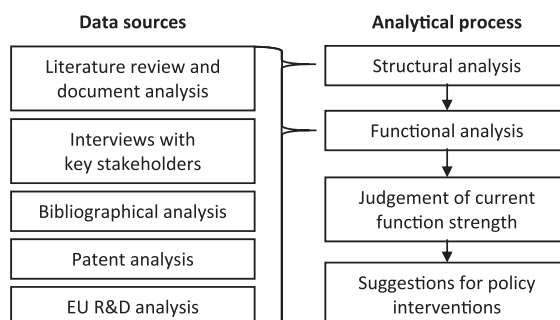 Data sources
Literature review and
document analysis
Interviews with
key stakeholders
Bibliographical analysis
Patent analysis
EU R&D analysis
Analytical process
Structural analysis
Functional analysis
Judgement of current
function strength
Suggestions for policy
interventions